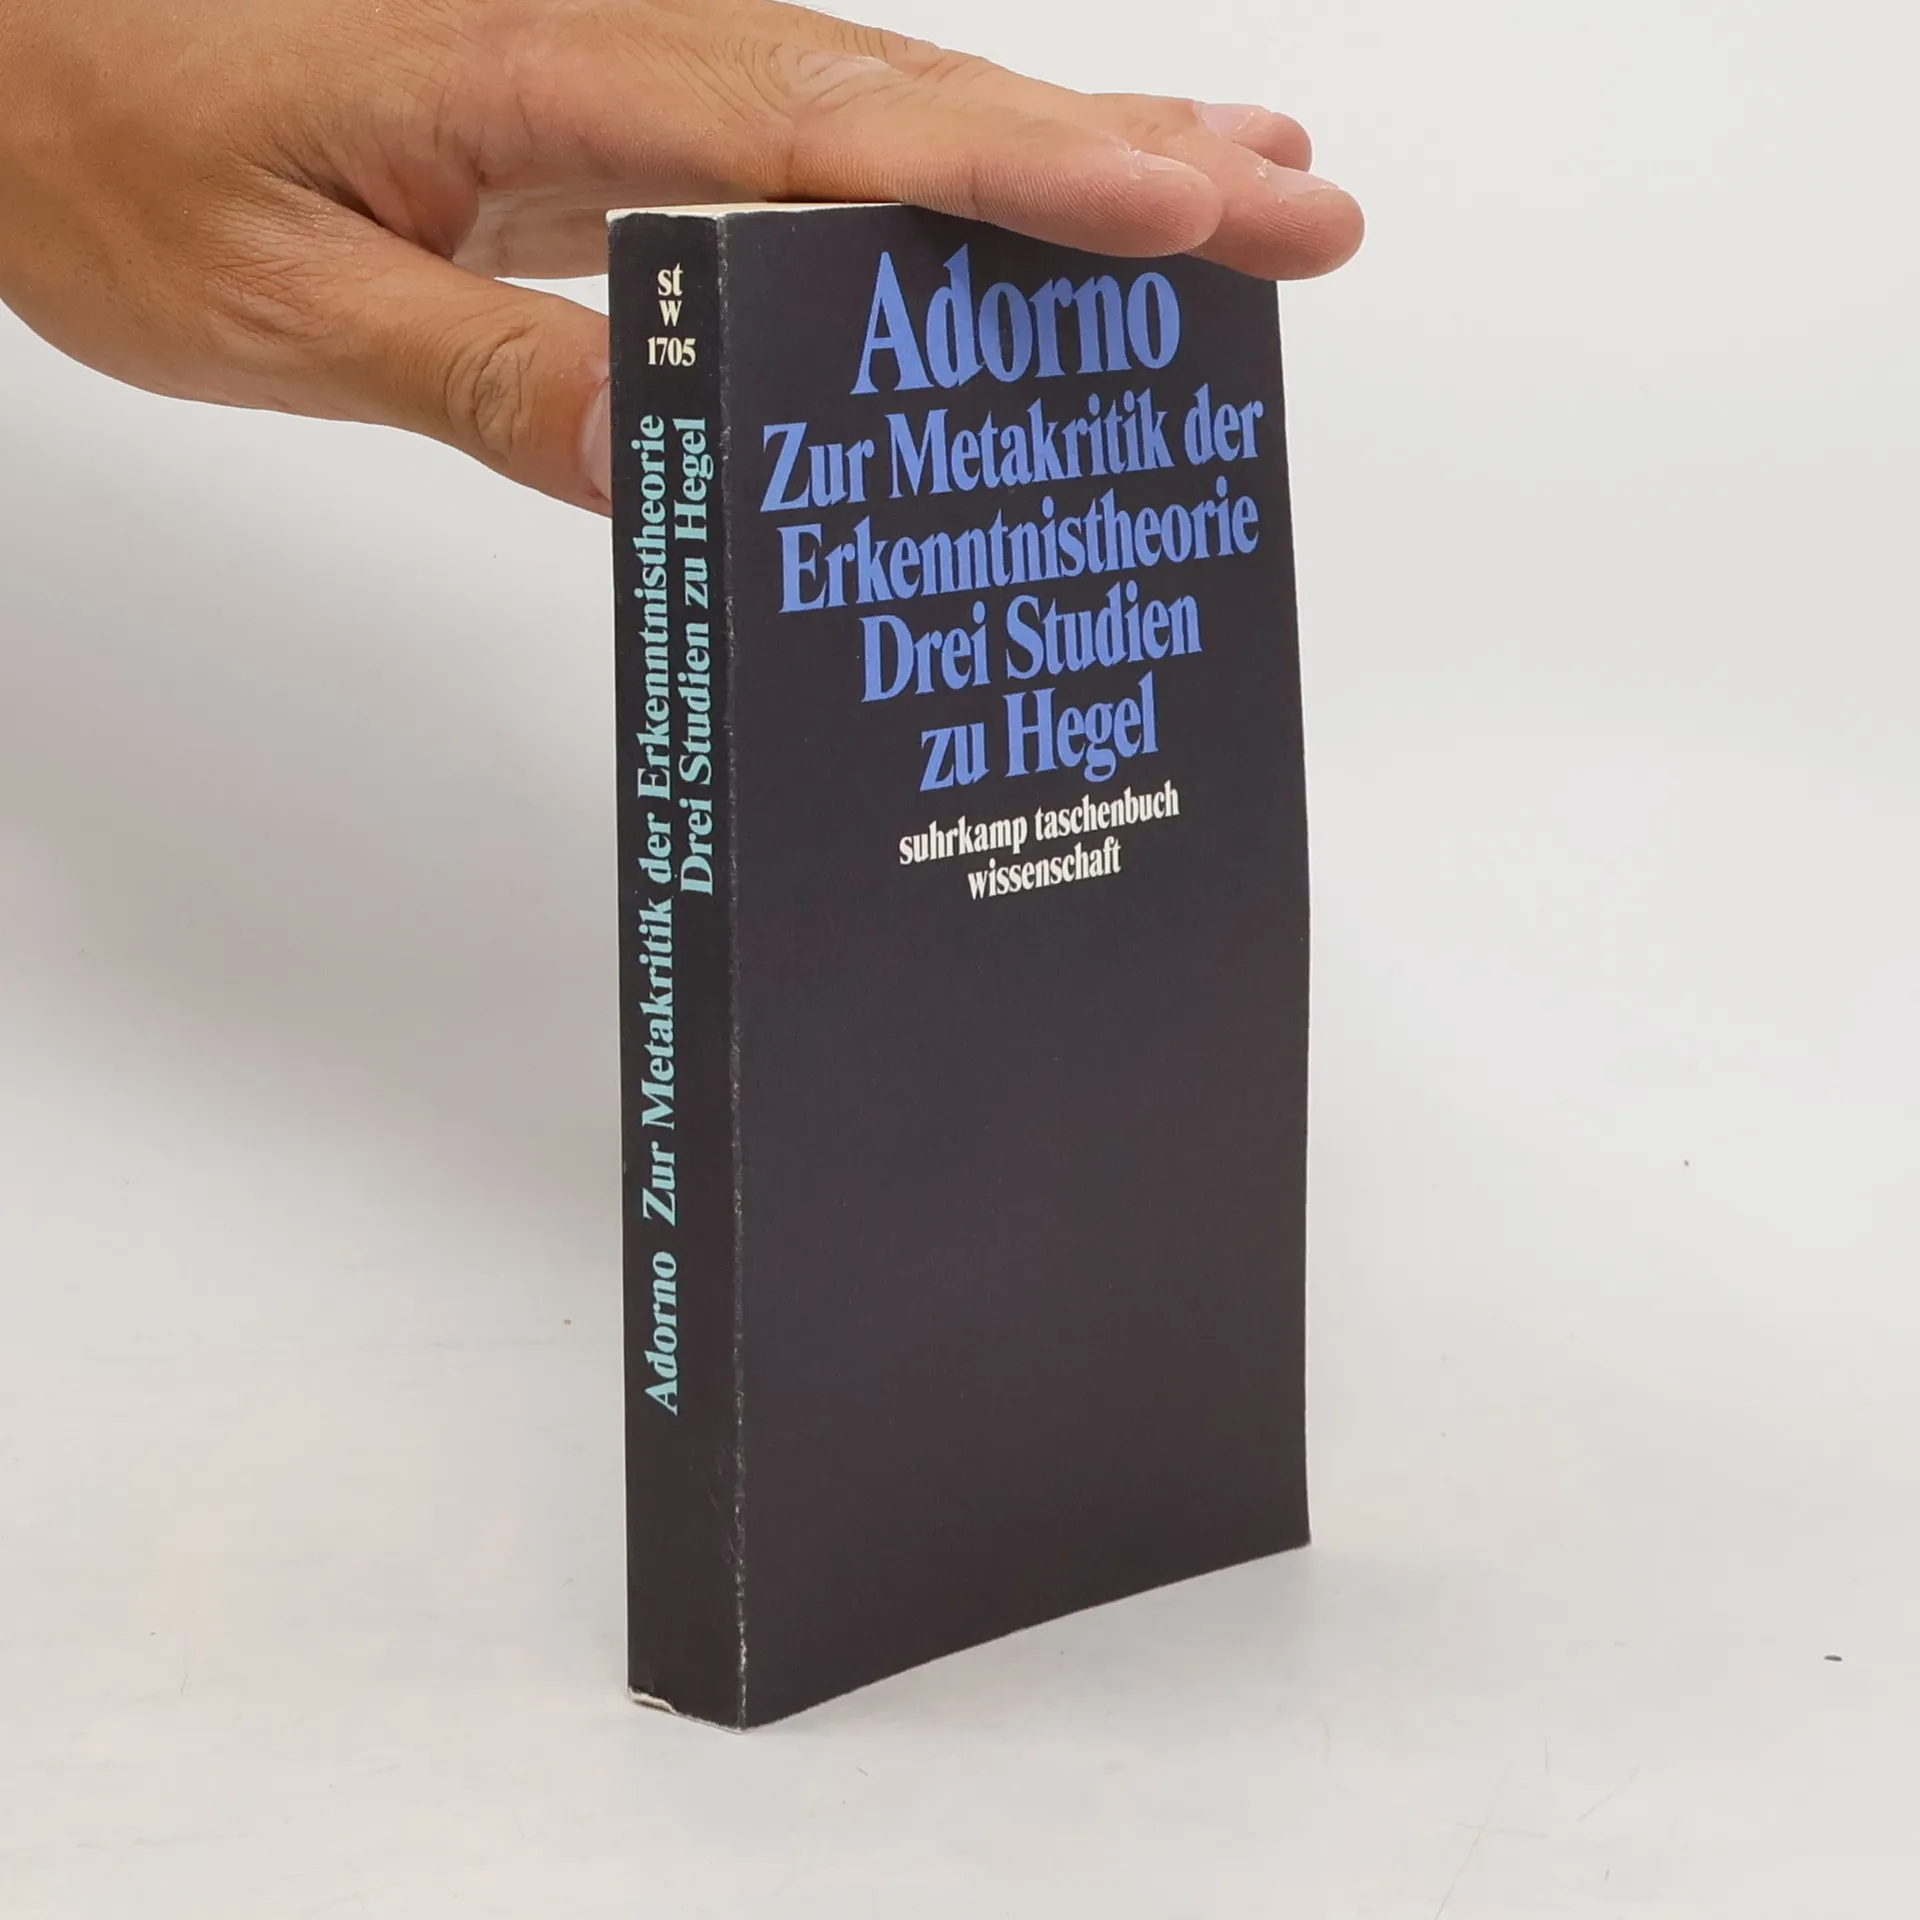 st
w
1705
Adorno Zur Metakritik der Erkenntnistheorie
Drei Studien zu Hegel
Adorno
Zur Metakritik der
Erkenntnistheorie
Drei Studien
zu Hegel
suhrkamp taschenbuch
wissenschaft